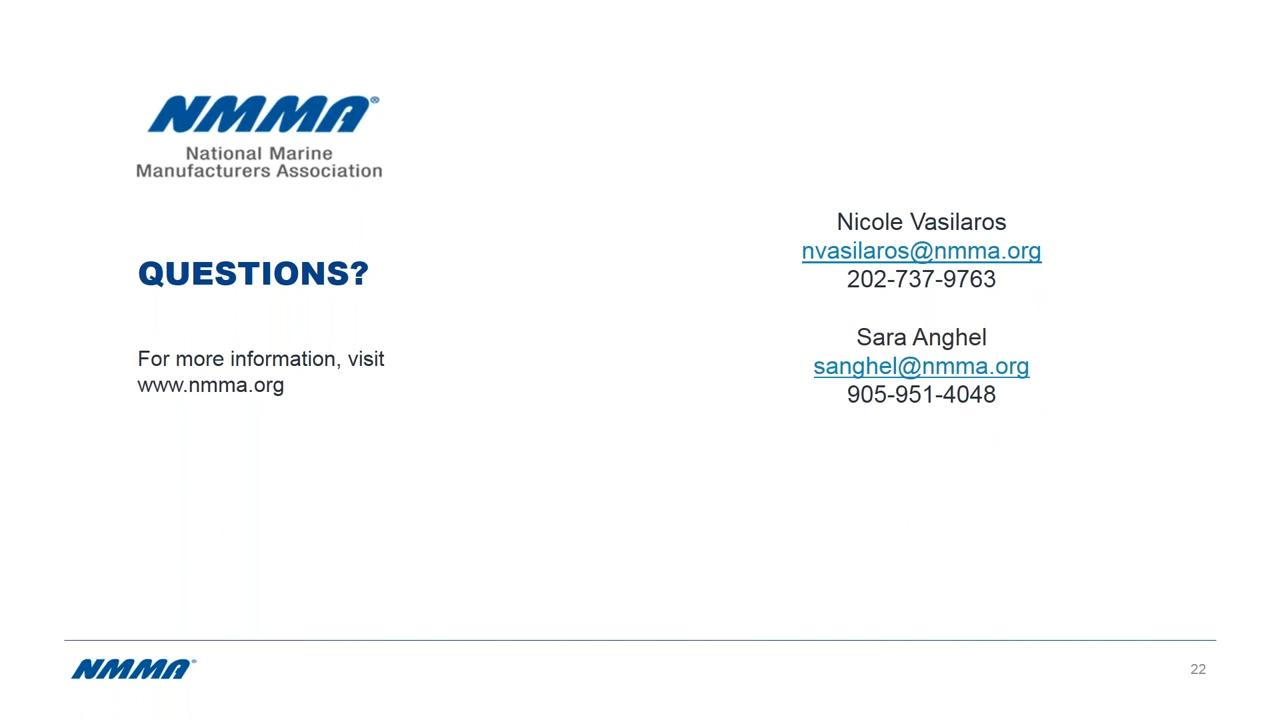 NMMA®
National Marine
Manufacturers Association
QUESTIONS?
For more information, visit
www.nmma.org
Nicole Vasilaros
nvasilaros@nmma.org
202-737-9763
Sara Anghel
sanghel@nmma.org
905-951-4048
NMMA®
22